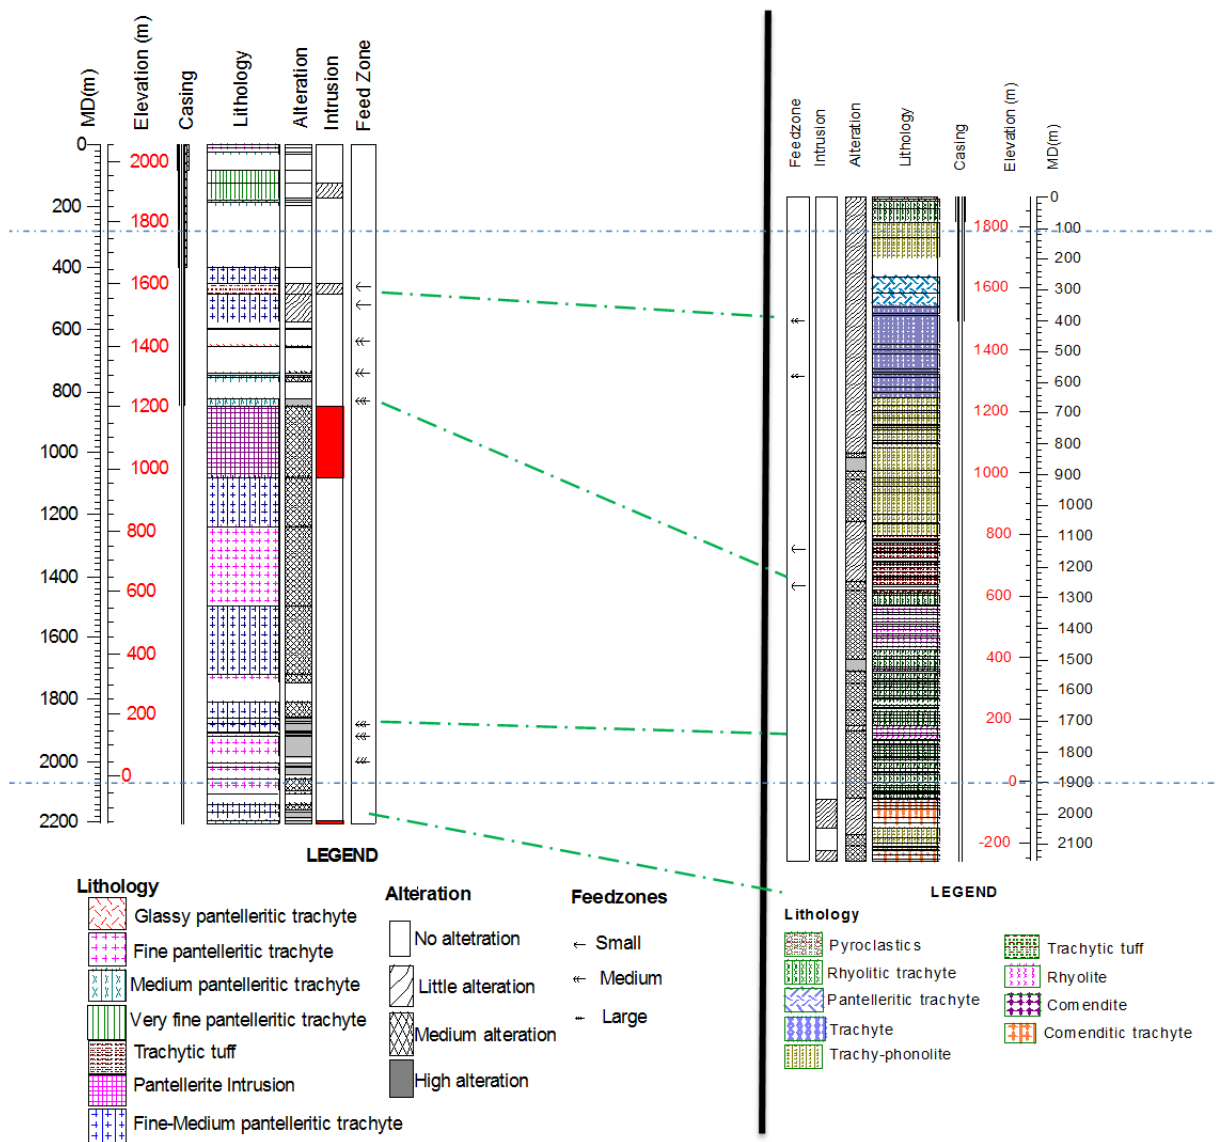 MD(m)
Elevation (m)
Casing
Lithology
Alteration
Intrusion
Feed Zone
0
200
400
600
800
1000
1200
1400
1600
1800
2000
2200
2000
1800
1600
1400
1200
1000
800
600
400
200
0
LEGEND
Lithology
Glassy pantelleritic trachyte
Fine pantelleritic trachyte
Medium pantelleritic trachyte
Very fine pantelleritic trachyte
Trachytic tuff
Pantellerite Intrusion
Fine-Medium pantelleritic trachyte
Alteration
No altetration
Little alteration
Medium alteration
High alteration
Feedzones
Small
Medium
Large
Feedzone
Intrusion
Alteration
Lithology
Casing
Elevation (m)
MD(m)
1800
1600
1400
1200
1000
800
600
400
200
0
-200
0
100
200
300
400
500
600
700
800
900
1000
1100
1200
1300
1400
1500
1600
1700
1800
1900
2000
2100
LEGEND
Lithology
Pyroclastics
Rhyolitic trachyte
Pantelleritic trachyte
Trachyte
Trachy-phonolite
Trachytic tuff
Rhyolite
Comendite
Comenditic trachyte